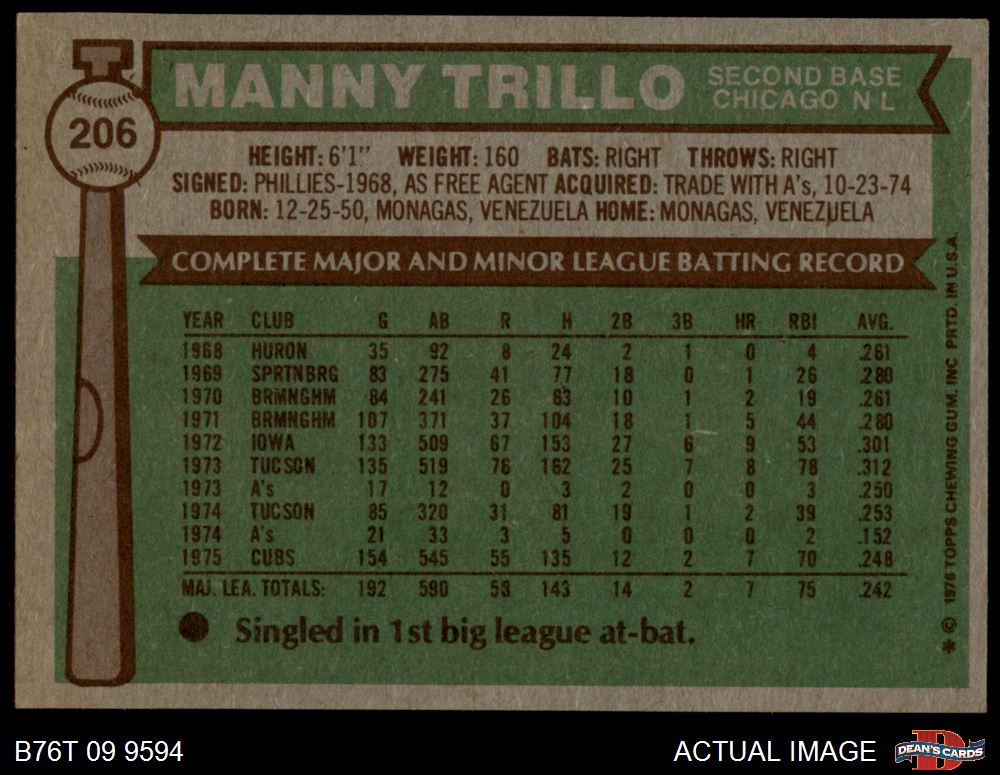 MANNY TRILLO SECOND BASE
CHICAGO N L
206
HEIGHT: 6'1" WEIGHT: 160 BATS: RIGHT THROWS: RIGHT
SIGNED: PHILLIES-1968, AS FREE AGENT ACQUIRED: TRADE WITH A's, 10-23-74
BORN: 12-25-50, MONAGAS, VENEZUELA HOME: MONAGAS, VENEZUELA
COMPLETE MAJOR AND MINOR LEAGUE BATTING RECORD
YEAR CLUB G AB R H 2B 3B HR RBI AVG.
1968 HURON 35 92 8 24 2 1 0 4 .261
1969 SPRTNBRG 83 275 41 77 18 0 1 26 .280
1970 BRMNGHM 84 241 26 63 10 1 2 19 .261
1971 BRMNGHM 107 371 37 104 18 1 5 44 .280
1972 IOWA 133 509 67 153 27 6 9 53 .301
1973 TUCSON 135 519 76 162 25 7 8 78 .312
1973 A's 17 12 0 3 2 0 0 3 .250
1974 TUCSON 85 320 31 81 19 1 2 39 .253
1974 A's 21 33 3 5 0 0 0 2 .152
1975 CUBS 154 545 55 135 12 2 7 70 .248
MAJ. LEA. TOTALS: 192 590 58 143 14 2 7 75 .242
Singled in 1st big league at-bat.
* © 1976 TOPPS CHEWING GUM, INC PRTD. IN U.S.A.
B76T 09 9594
ACTUAL IMAGE
DEAN'S CARDS